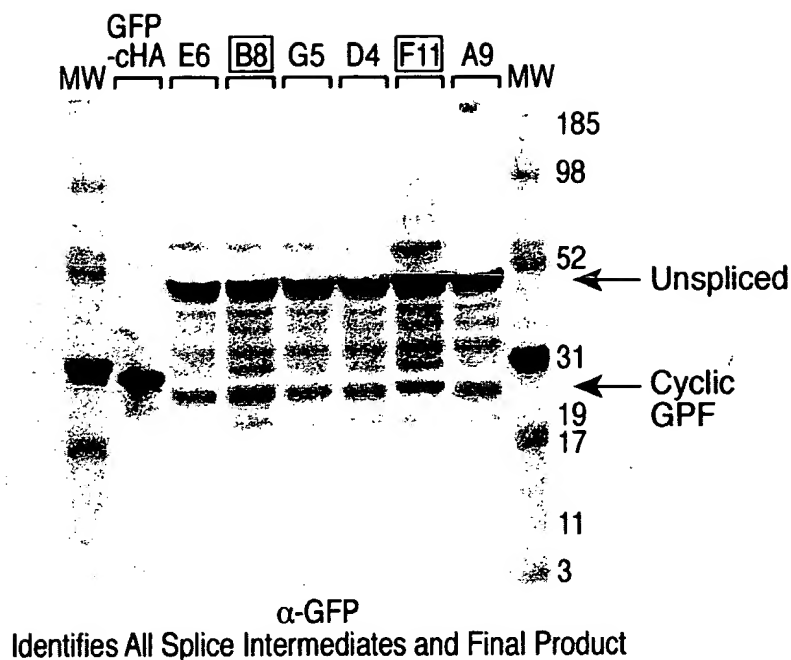 GFP
-cHA
MW E6 B8 G5 D4 F11 A9 MW
185
98
52
Unspliced
31
Cyclic
GPF
19
17
11
3
α-GFP
Identifies All Splice Intermediates and Final Product